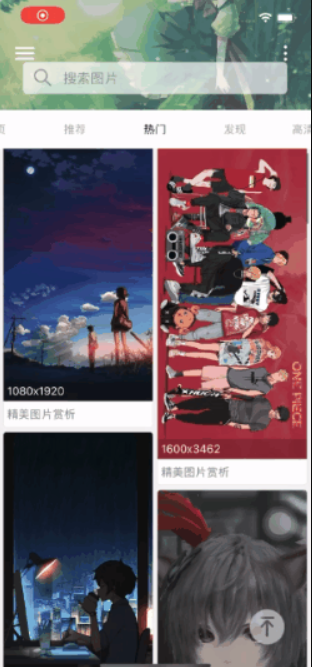 搜索图片
页 推荐 热门 发现 高清
1080x1920
精美图片赏析
ONE PIECE
1600x3462
精美图片赏析